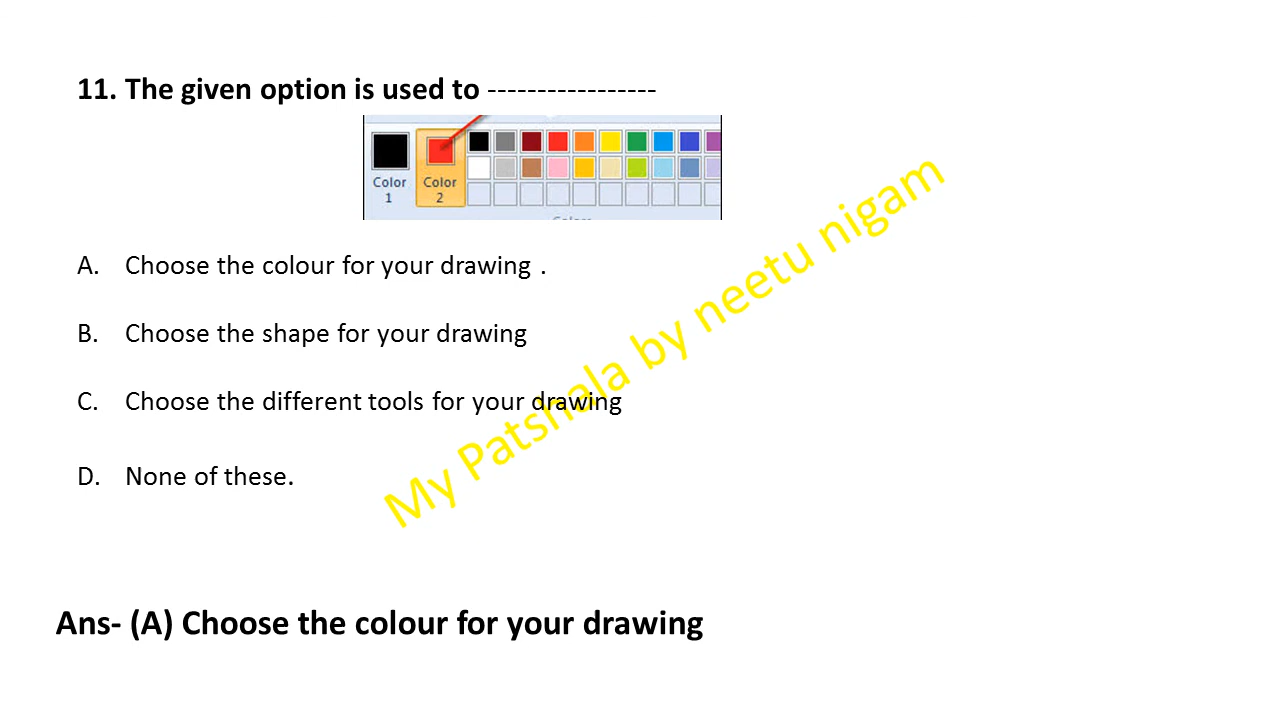 11. The given option is used to -----------------
Color
1
Color
2
A. Choose the colour for your drawing .
B. Choose the shape for your drawing
C. Choose the different tools for your drawing
D. None of these.
My Patshala by neetu nigam
Ans- (A) Choose the colour for your drawing